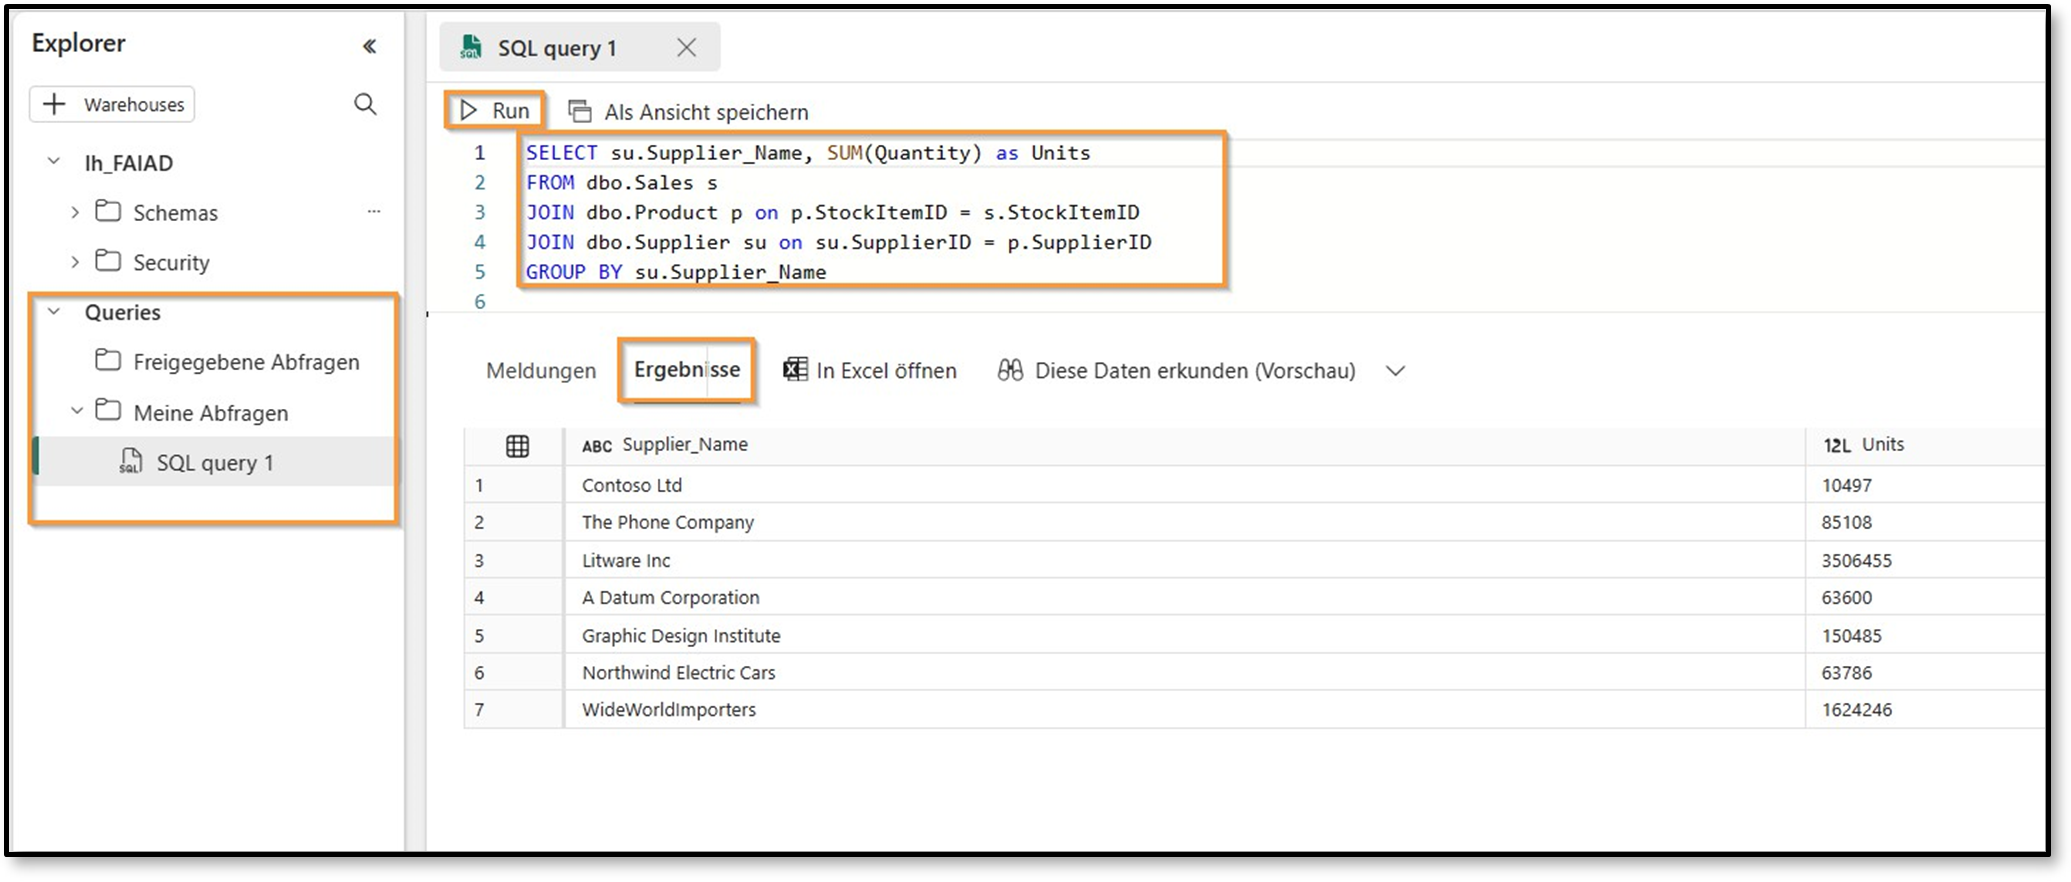 Explorer
Warehouses
lh_FAIAD
Schemas
Security
Queries
Freigegebene Abfragen
Meine Abfragen
SQL query 1
SQL query 1
Run
Als Ansicht speichern
1 SELECT su.Supplier_Name, SUM(Quantity) as Units
2 FROM dbo.Sales s
3 JOIN dbo.Product p on p.StockItemID = s.StockItemID
4 JOIN dbo.Supplier su on su.SupplierID = p.SupplierID
5 GROUP BY su.Supplier_Name
6
Meldungen Ergebnisse In Excel öffnen Diese Daten erkunden (Vorschau)
ABC Supplier_Name 12L Units
1 Contoso Ltd 10497
2 The Phone Company 85108
3 Litware Inc 3506455
4 A Datum Corporation 63600
5 Graphic Design Institute 150485
6 Northwind Electric Cars 63786
7 WideWorldImporters 1624246